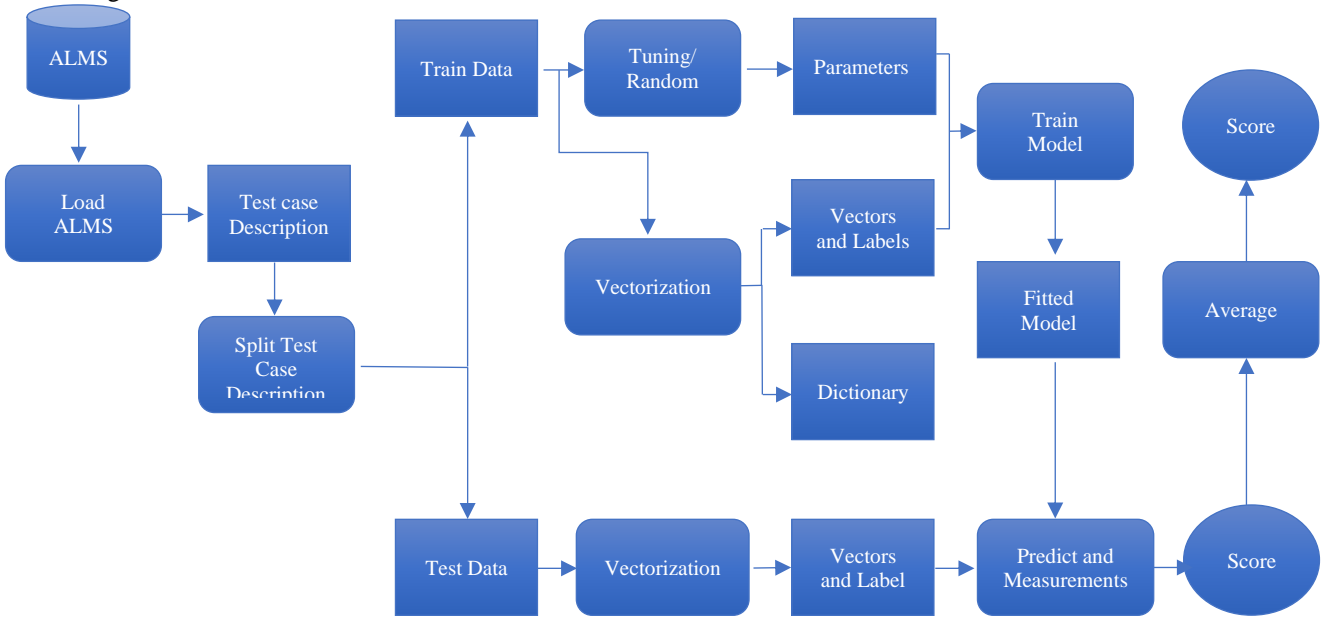 ALMS
Load
ALMS
Test case
Description
Split Test
Case
Description
Train Data
Tuning/
Random
Parameters
Train
Model
Vectorization
Vectors
and Labels
Dictionary
Fitted
Model
Test Data
Vectorization
Vectors
and Label
Predict and
Measurements
Score
Average
Score